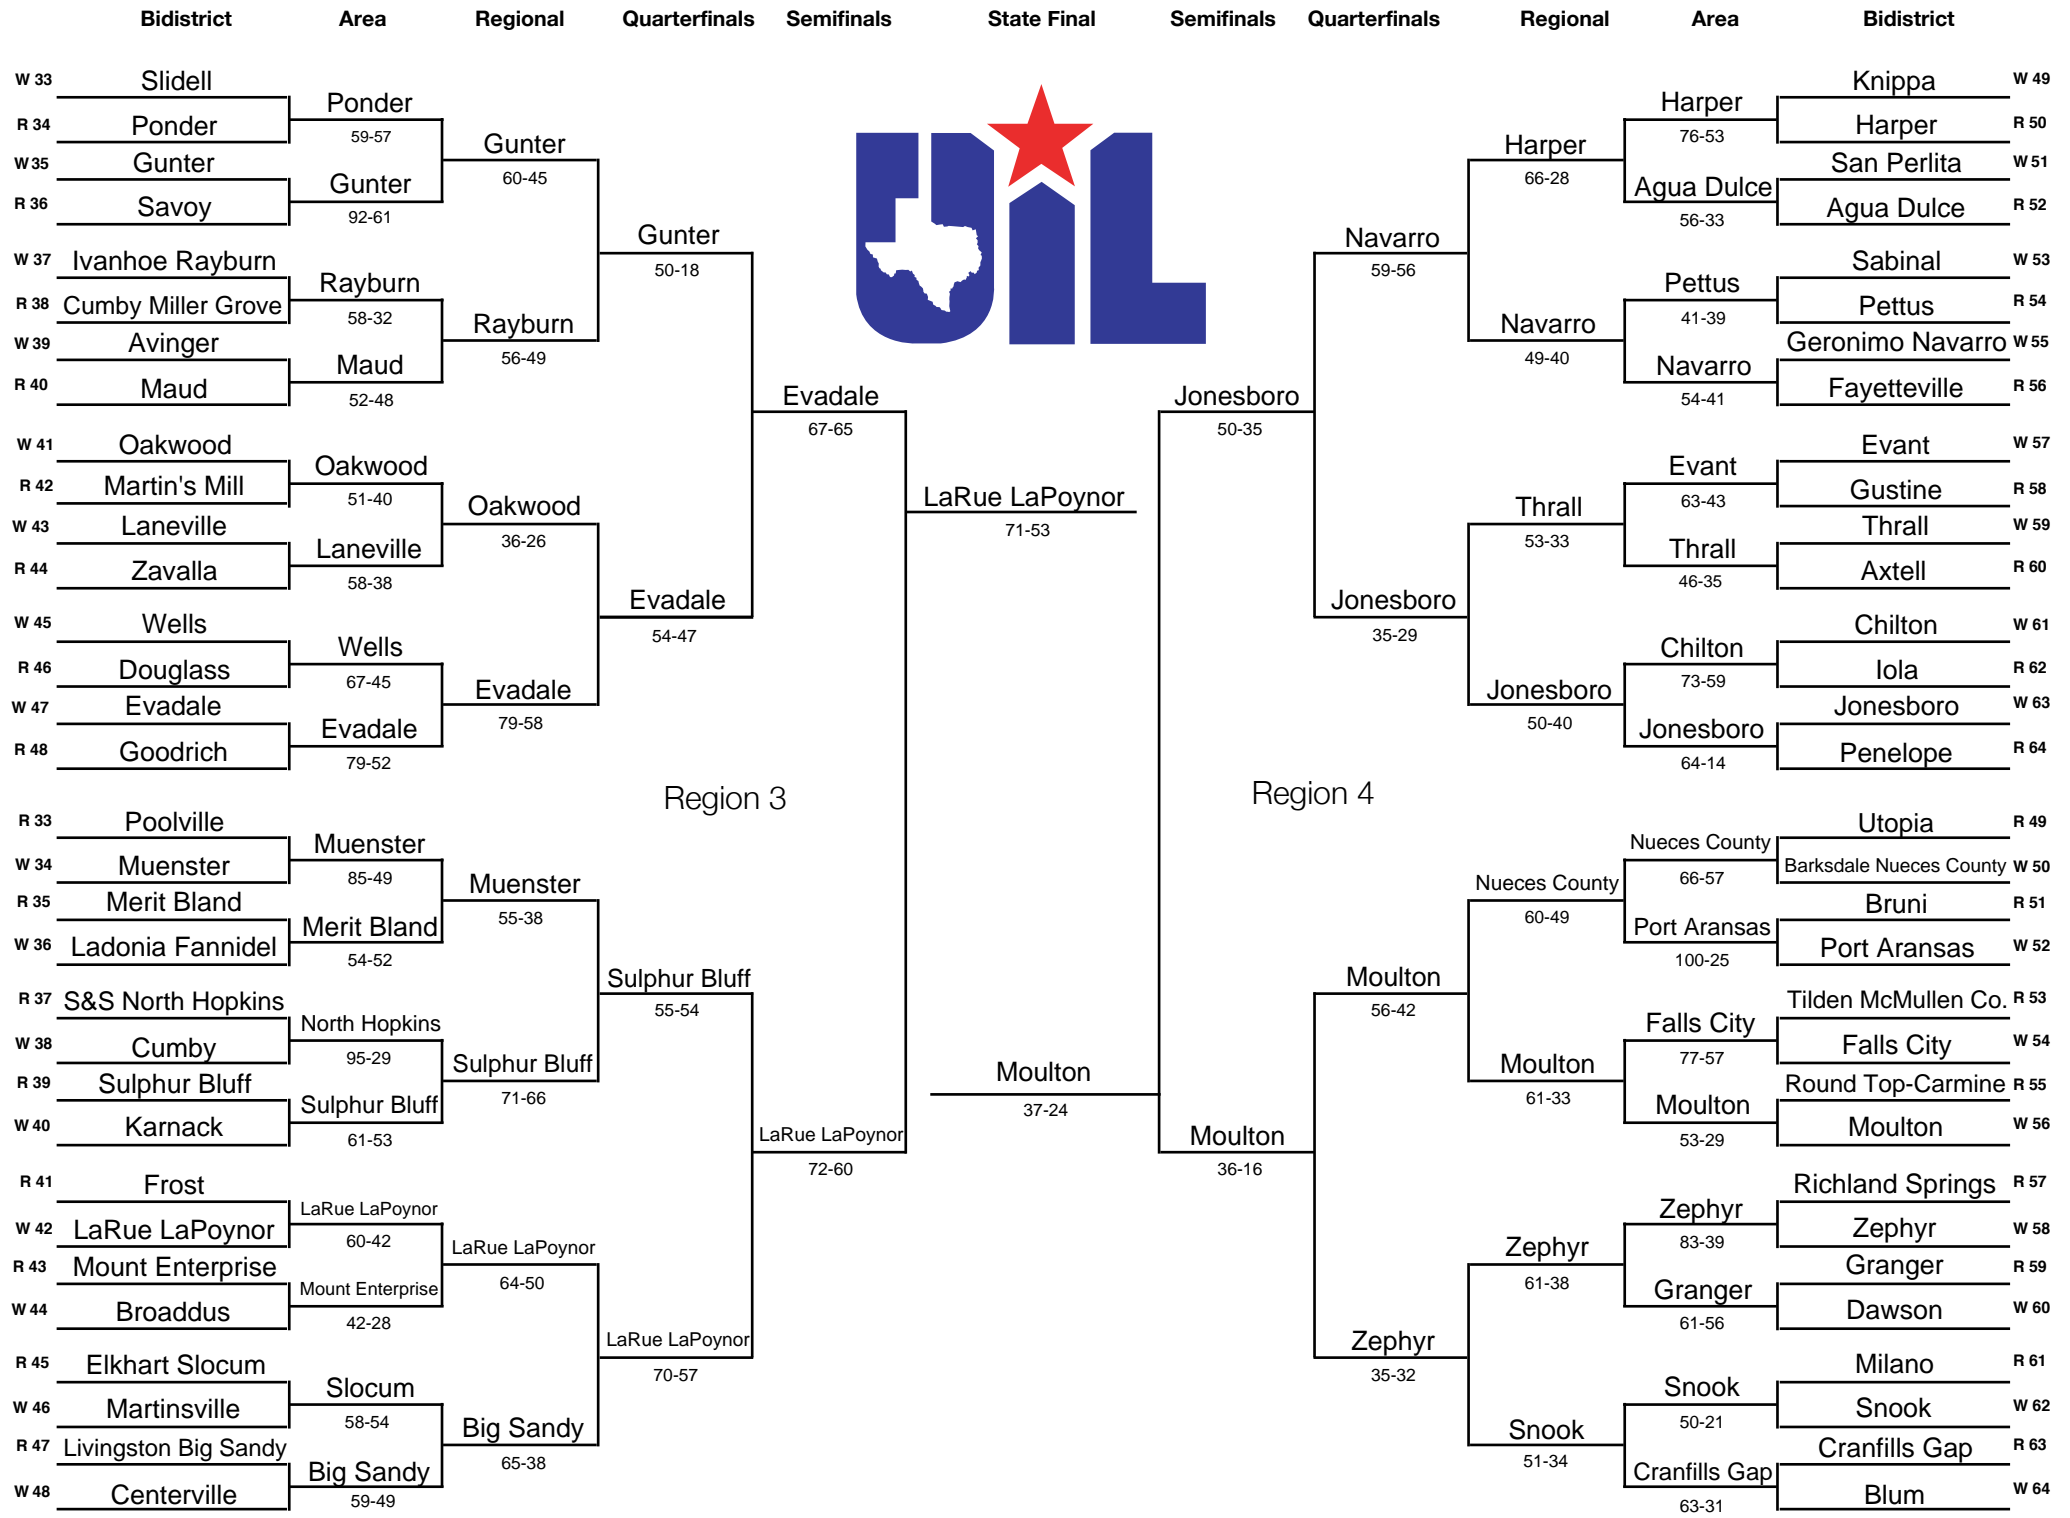 Bidistrict Area Regional Quarterfinals Semifinals State Final Semifinals Quarterfinals Regional Area Bidistrict
W 33 Slidell
Ponder
59-57
R 34 Ponder
Gunter
60-45
W 35 Gunter
Gunter
92-61
R 36 Savoy
Gunter
50-18
W 37 Ivanhoe Rayburn
Rayburn
58-32
R 38 Cumby Miller Grove
Rayburn
56-49
W 39 Avinger
Maud
52-48
R 40 Maud
Evadale
67-65
W 41 Oakwood
Oakwood
51-40
R 42 Martin's Mill
Oakwood
36-26
W 43 Laneville
Laneville
58-38
R 44 Zavalla
Evadale
54-47
W 45 Wells
Wells
67-45
R 46 Douglass
Evadale
79-58
W 47 Evadale
Evadale
79-52
R 48 Goodrich
LaRue LaPoynor
71-53
Region 3
R 33 Poolville
Muenster
85-49
W 34 Muenster
Muenster
55-38
R 35 Merit Bland
Merit Bland
54-52
W 36 Ladonia Fannidel
Sulphur Bluff
55-54
R 37 S&S North Hopkins
North Hopkins
95-29
W 38 Cumby
Sulphur Bluff
71-66
R 39 Sulphur Bluff
Sulphur Bluff
61-53
W 40 Karnack
LaRue LaPoynor
72-60
R 41 Frost
LaRue LaPoynor
60-42
W 42 LaRue LaPoynor
LaRue LaPoynor
64-50
R 43 Mount Enterprise
Mount Enterprise
42-28
W 44 Broaddus
LaRue LaPoynor
70-57
R 45 Elkhart Slocum
Slocum
58-54
W 46 Martinsville
Big Sandy
65-38
R 47 Livingston Big Sandy
Big Sandy
59-49
W 48 Centerville
UIL
Knippa W 49
Harper
76-53
Harper R 50
Harper
66-28
San Perlita W 51
Agua Dulce
56-33
Agua Dulce R 52
Navarro
59-56
Sabinal W 53
Pettus
41-39
Pettus R 54
Navarro
49-40
Geronimo Navarro W 55
Navarro
54-41
Fayetteville R 56
Jonesboro
50-35
Evant W 57
Evant
63-43
Gustine R 58
Thrall
53-33
Thrall W 59
Thrall
46-35
Axtell R 60
Jonesboro
35-29
Chilton W 61
Chilton
73-59
Iola R 62
Jonesboro
50-40
Jonesboro W 63
Jonesboro
64-14
Penelope R 64
Region 4
Moulton
37-24
Utopia R 49
Nueces County
66-57
Barksdale Nueces County W 50
Nueces County
60-49
Bruni R 51
Port Aransas
100-25
Port Aransas W 52
Moulton
56-42
Tilden McMullen Co. R 53
Falls City
77-57
Falls City W 54
Moulton
61-33
Round Top-Carmine R 55
Moulton
53-29
Moulton W 56
Moulton
36-16
Richland Springs R 57
Zephyr
83-39
Zephyr W 58
Zephyr
61-38
Granger R 59
Granger
61-56
Dawson W 60
Zephyr
35-32
Milano R 61
Snook
50-21
Snook W 62
Snook
51-34
Cranfills Gap R 63
Cranfills Gap
63-31
Blum W 64